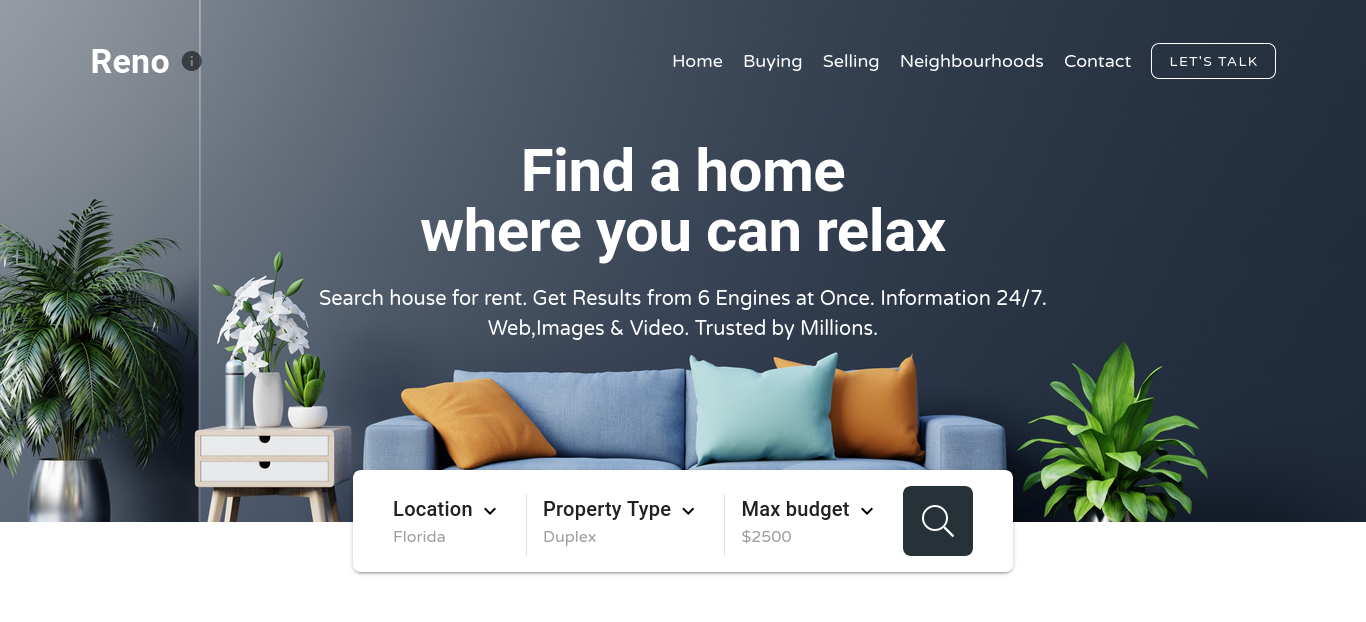 Reno
Home Buying Selling Neighbourhoods Contact LET'S TALK
Find a home
where you can relax
Search house for rent. Get Results from 6 Engines at Once. Information 24/7.
Web,Images & Video. Trusted by Millions.
Location Property Type Max budget
Florida Duplex $2500